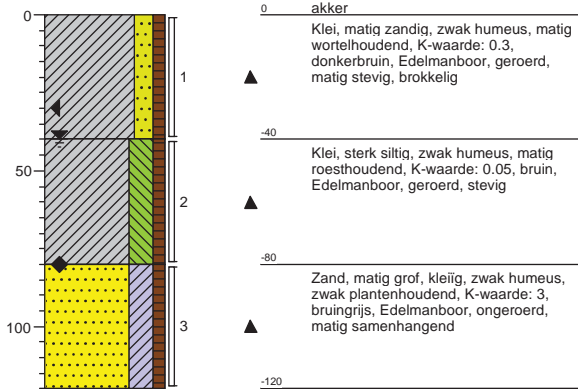 0
50
100
1
2
3
0
akker
Klei, matig zandig, zwak humeus, matig
wortelhoudend, K-waarde: 0.3,
donkerbruin, Edelmanboor, geroerd,
matig stevig, brokkelig
-40
Klei, sterk siltig, zwak humeus, matig
roesthoudend, K-waarde: 0.05, bruin,
Edelmanboor, geroerd, stevig
-80
Zand, matig grof, kleiïg, zwak humeus,
zwak plantenhoudend, K-waarde: 3,
bruingrijs, Edelmanboor, ongeroerd,
matig samenhangend
-120